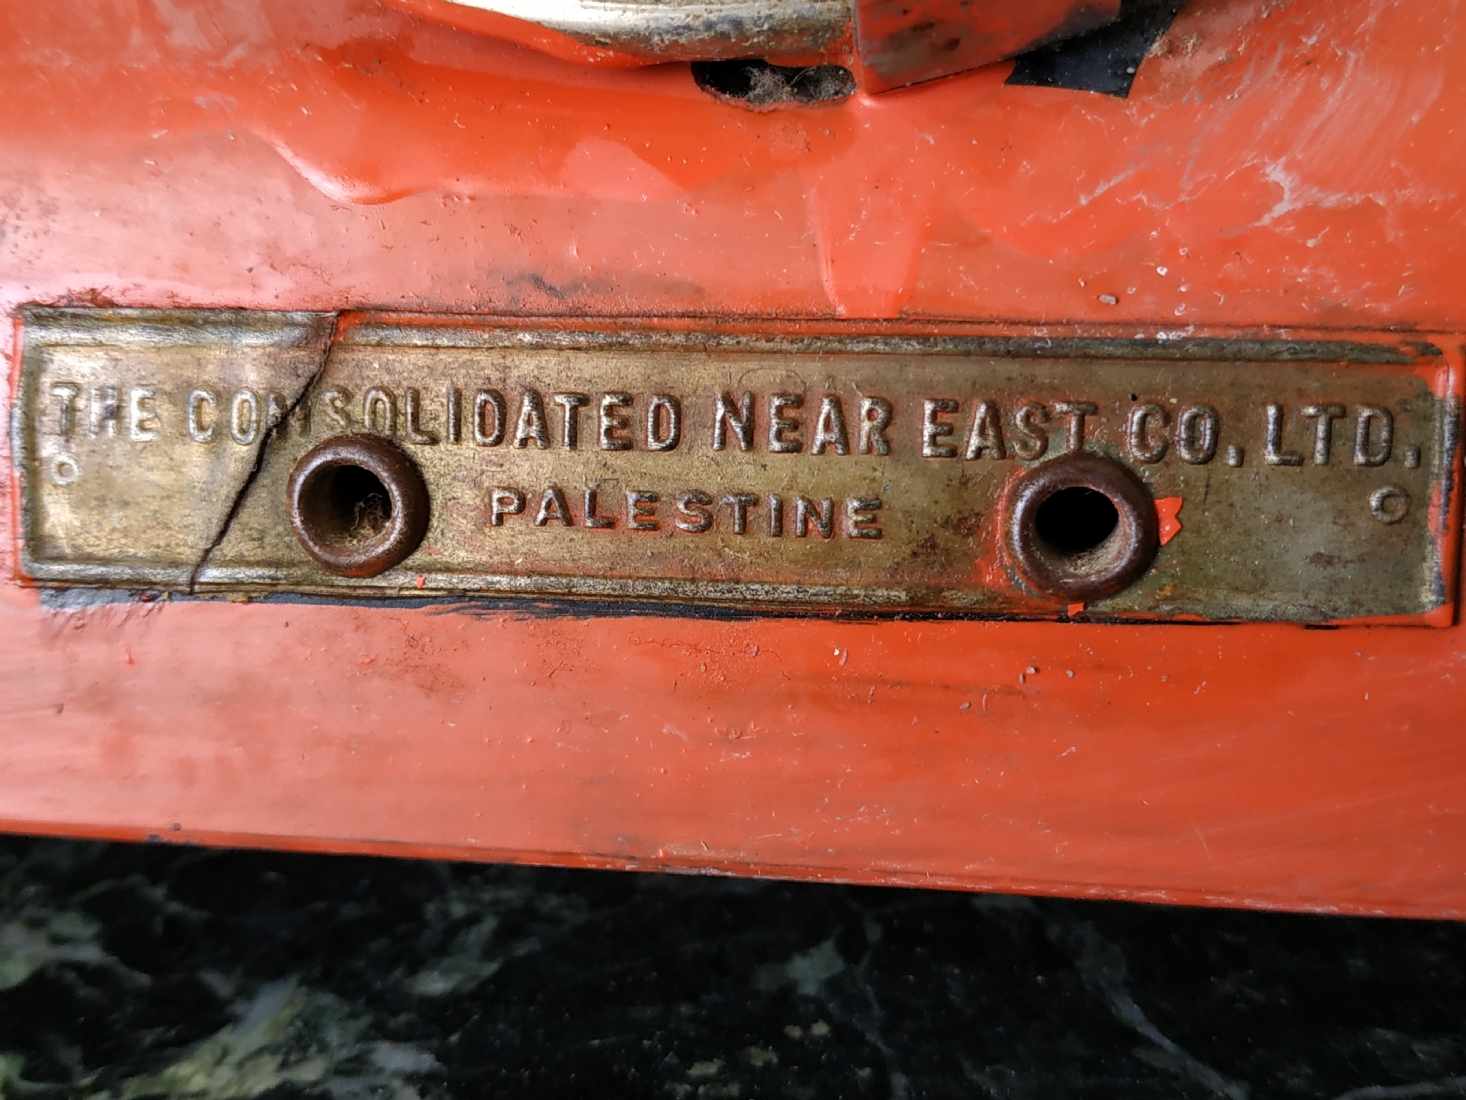 THE CONSOLIDATED NEAR EAST CO. LTD.
PALESTINE